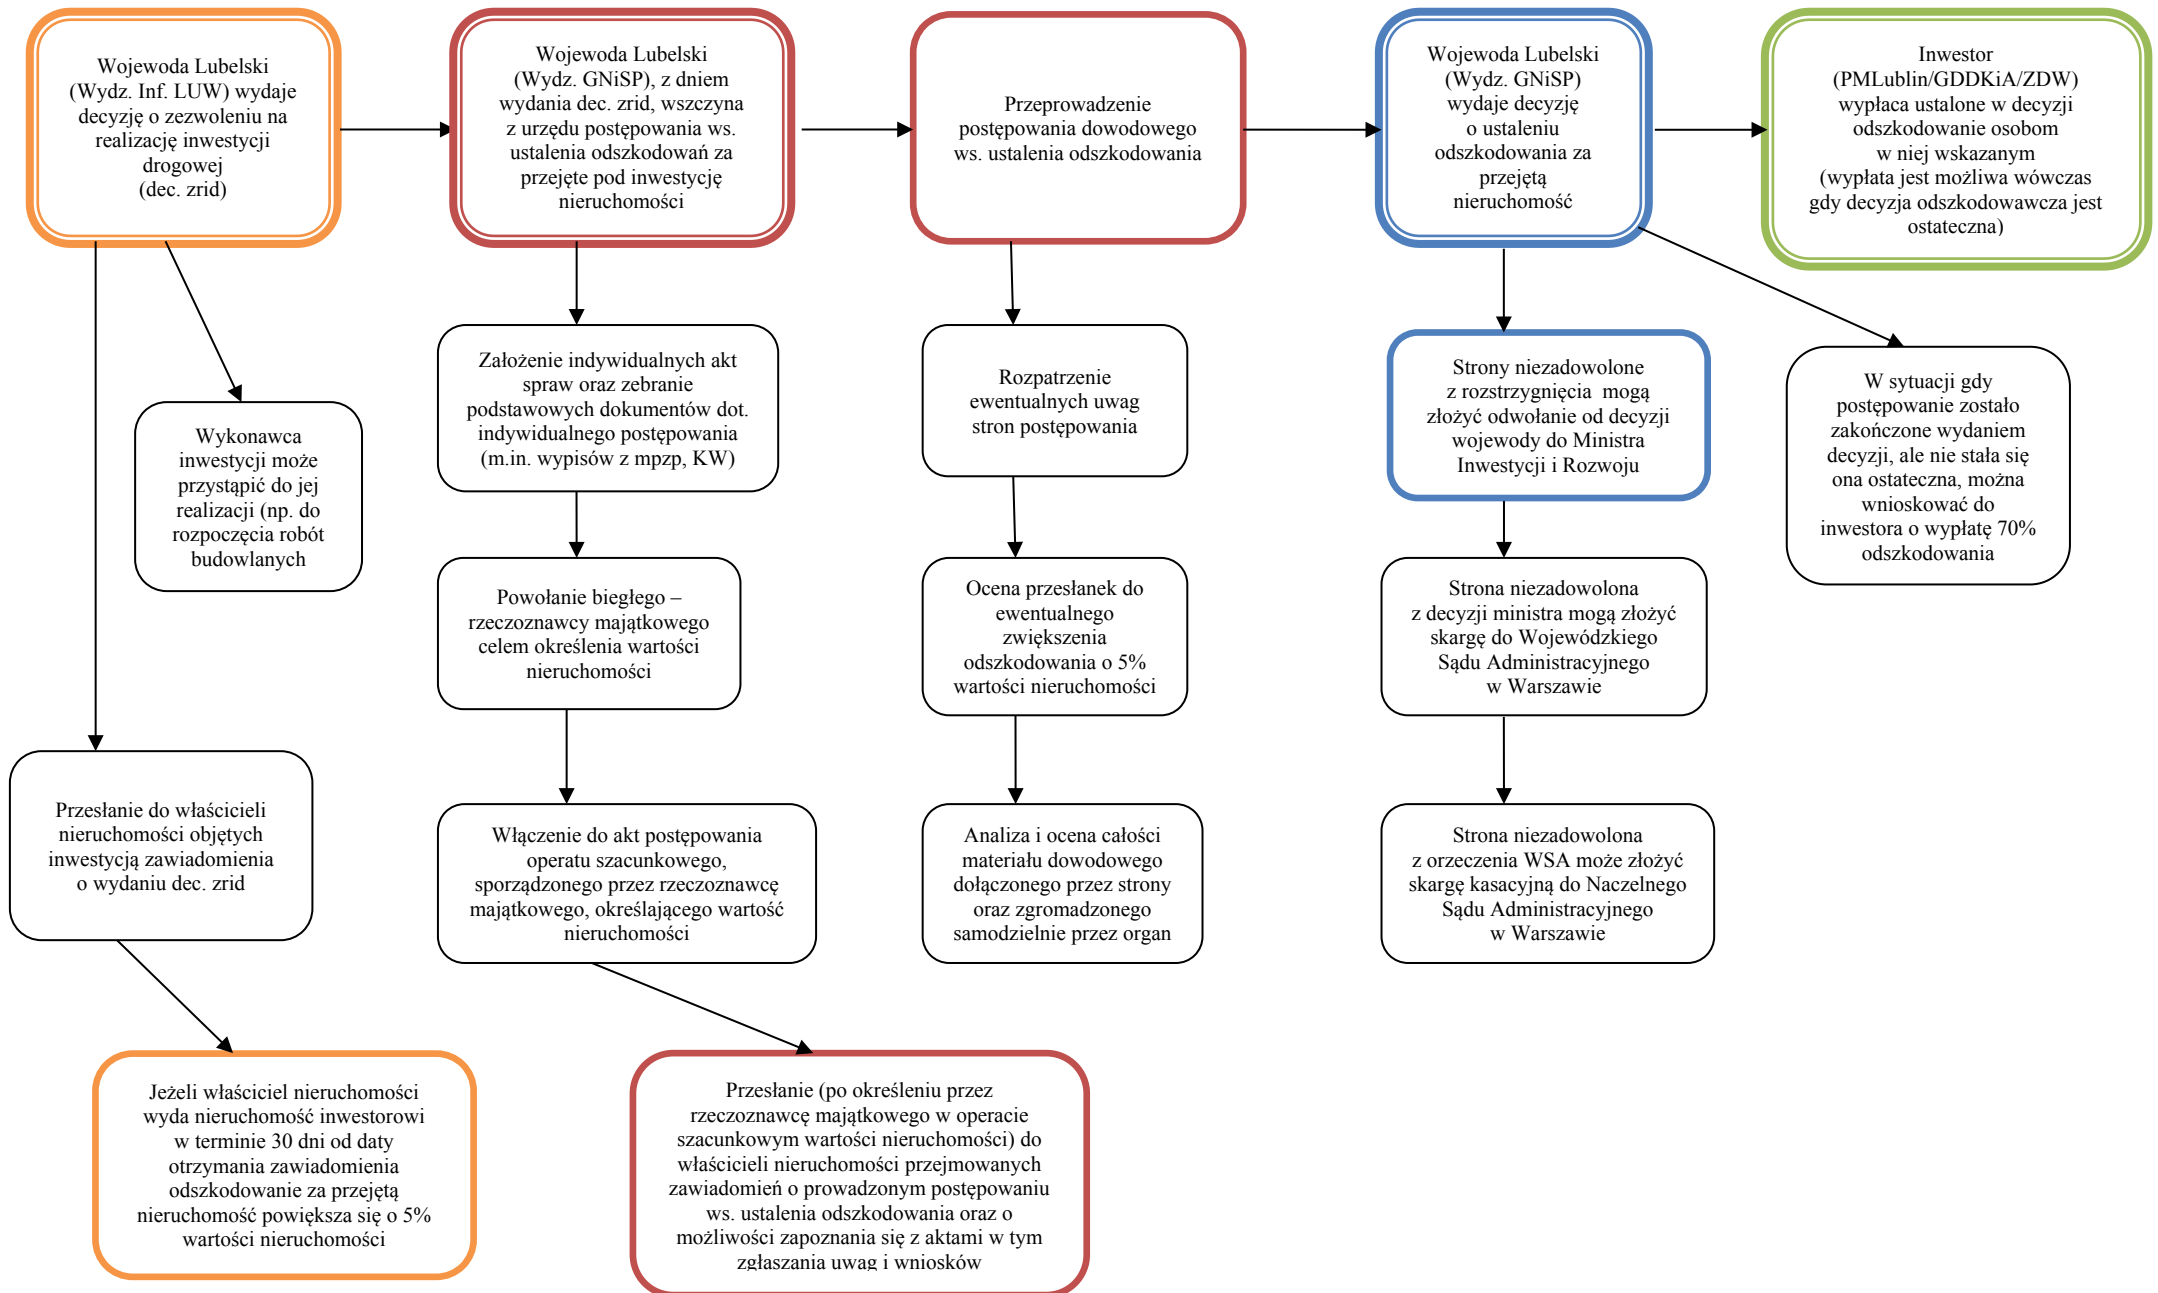 Wojewoda Lubelski
(Wydz. Inf. LUW) wydaje
decyzję o zezwoleniu na
realizację inwestycji
drogowej
(dec. zrid)
Wojewoda Lubelski
(Wydz. GNiSP), z dniem
wydania dec. zrid, wszczyna
z urzędu postępowania ws.
ustalenia odszkodowań za
przejęte pod inwestycję
nieruchomości
Przeprowadzenie
postępowania dowodowego
ws. ustalenia odszkodowania
Wojewoda Lubelski
(Wydz. GNiSP)
wydaje decyzję
o ustaleniu
odszkodowania za
przejętą
nieruchomość
Inwestor
(PMLublin/GDDKiA/ZDW)
wypłaca ustalone w decyzji
odszkodowanie osobom
w niej wskazanym
(wypłata jest możliwa wówczas
gdy decyzja odszkodowawcza jest
ostateczna)
Wykonawca
inwestycji może
przystąpić do jej
realizacji (np. do
rozpoczęcia robót
budowlanych
Założenie indywidualnych akt
spraw oraz zebranie
podstawowych dokumentów dot.
indywidualnego postępowania
(m.in. wypisów z mpzp, KW)
Rozpatrzenie
ewentualnych uwag
stron postępowania
Strony niezadowolone
z rozstrzygnięcia  mogą
złożyć odwołanie od decyzji
wojewody do Ministra
Inwestycji i Rozwoju
W sytuacji gdy
postępowanie zostało
zakończone wydaniem
decyzji, ale nie stała się
ona ostateczna, można
wnioskować do
inwestora o wypłatę 70%
odszkodowania
Powołanie biegłego –
rzeczoznawcy majątkowego
celem określenia wartości
nieruchomości
Ocena przesłanek do
ewentualnego
zwiększenia
odszkodowania o 5%
wartości nieruchomości
Strona niezadowolona
z decyzji ministra mogą złożyć
skargę do Wojewódzkiego
Sądu Administracyjnego
w Warszawie
Przesłanie do właścicieli
nieruchomości objętych
inwestycją zawiadomienia
o wydaniu dec. zrid
Włączenie do akt postępowania
operatu szacunkowego,
sporządzonego przez rzeczoznawcę
majątkowego, określającego wartość
nieruchomości
Analiza i ocena całości
materiału dowodowego
dołączonego przez strony
oraz zgromadzonego
samodzielnie przez organ
Strona niezadowolona
z orzeczenia WSA może złożyć
skargę kasacyjną do Naczelnego
Sądu Administracyjnego
w Warszawie
Jeżeli właściciel nieruchomości
wyda nieruchomość inwestorowi
w terminie 30 dni od daty
otrzymania zawiadomienia
odszkodowanie za przejętą
nieruchomość powiększa się o 5%
wartości nieruchomości
Przesłanie (po określeniu przez
rzeczoznawcę majątkowego w operacie
szacunkowym wartości nieruchomości) do
właścicieli nieruchomości przejmowanych
zawiadomień o prowadzonym postępowaniu
ws. ustalenia odszkodowania oraz o
możliwości zapoznania się z aktami w tym
zgłaszania uwag i wniosków